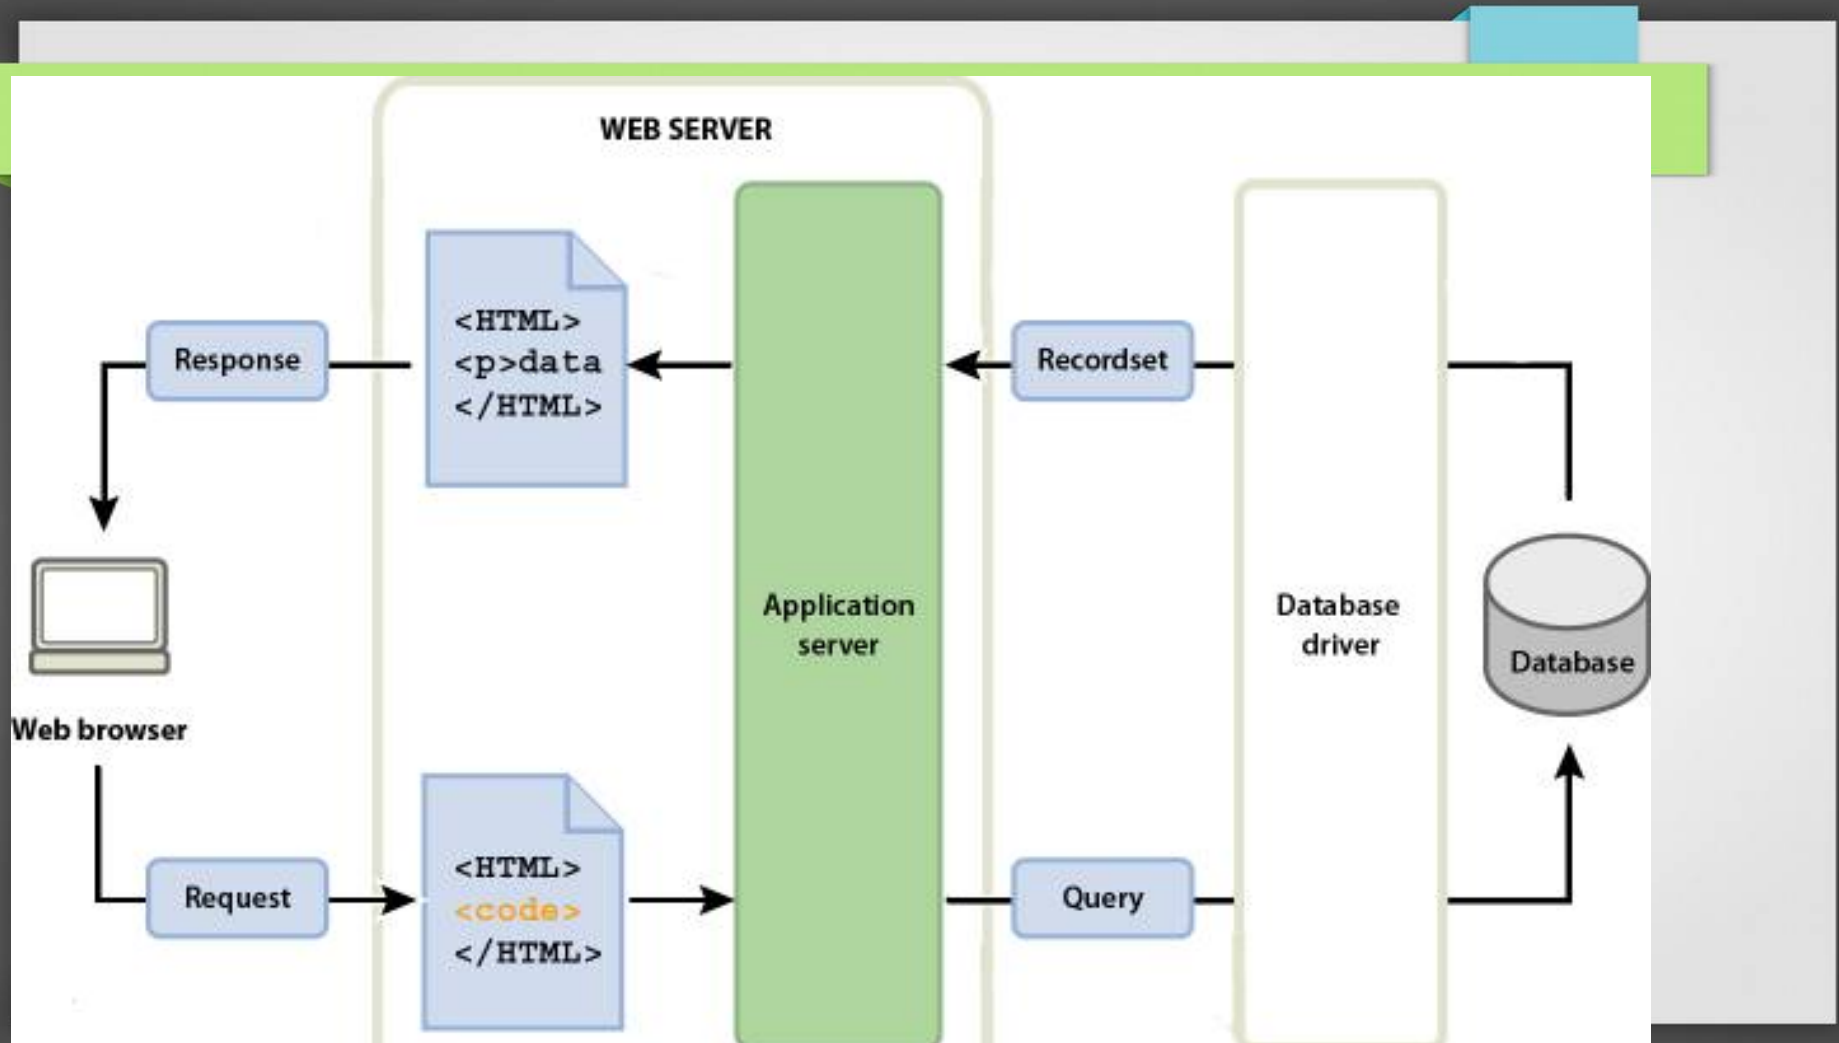 WEB SERVER
<HTML>
<p>data
</HTML>
Response
Recordset
Application
server
Database
driver
Database
Web browser
<HTML>
<code>
</HTML>
Request
Query